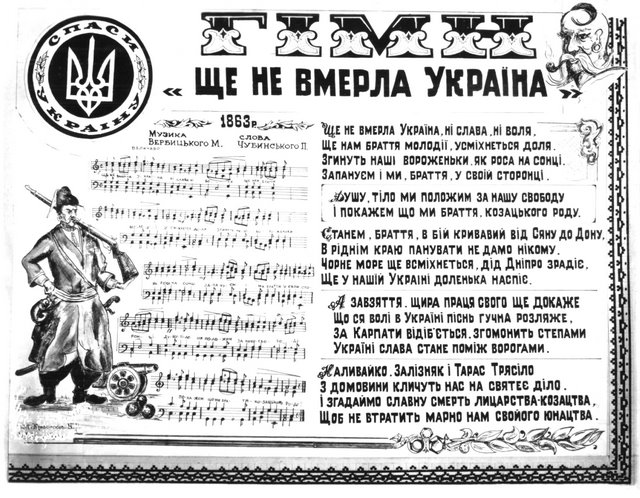 СПАСИ УКРАЇНУ
ГІМН
« ЩЕ НЕ ВМЕРЛА УКРАЇНА »
1863 р.
МУЗИКА ВЕРБИЦЬКОГО М.
СЛОВА ЧУБИНСЬКОГО П.
ЩЕ НЕ ВМЕРЛА УКРАЇНА, НІ СЛАВА, НІ ВОЛЯ.
ЩЕ НАМ БРАТТЯ МОЛОДІЇ, УСМІХНЕТЬСЯ ДОЛЯ.
ЗГИНУТЬ НАШІ ВОРОЖЕНЬКИ, ЯК РОСА НА СОНЦІ.
ЗАПАНУЄМ І МИ, БРАТТЯ, У СВОЇЙ СТОРОНЦІ.
ДУШУ, ТІЛО МИ ПОЛОЖИМ ЗА НАШУ СВОБОДУ
І ПОКАЖЕМ ЩО МИ БРАТТЯ, КОЗАЦЬКОГО РОДУ.
СТАНЕМ, БРАТТЯ, В БІЙ КРИВАВИЙ ВІД СЯНУ ДО ДОНУ,
В РІДНІМ КРАЮ ПАНУВАТИ НЕ ДАМО НІКОМУ.
ЧОРНЕ МОРЕ ЩЕ ВСМІХНЕТЬСЯ, ДІД ДНІПРО ЗРАДІЄ,
ЩЕ У НАШІЙ УКРАЇНІ ДОЛЕНЬКА НАСПІЄ.
А ЗАВЗЯТТЯ. ЩИРА ПРАЦЯ СВОГО ЩЕ ДОКАЖЕ
ЩО СЯ ВОЛІ В УКРАЇНІ ПІСНЬ ГУЧНА РОЗЛЯЖЕ,
ЗА КАРПАТИ ВІДІБ'ЄТЬСЯ, ЗГОМОНИТЬ СТЕПАМИ
УКРАЇНІ СЛАВА СТАНЕ ПОМІЖ ВОРОГАМИ.
НАЛИВАЙКО, ЗАЛІЗНЯК І ТАРАС ТРЯСІЛО
З ДОМОВИНИ КЛИЧУТЬ НАС НА СВЯТЕЄ ДІЛО.
І ЗГАДАЙМО СЛАВНУ СМЕРТЬ ЛИЦАРСТВА-КОЗАЦТВА,
ЩОБ НЕ ВТРАТИТЬ МАРНО НАМ СВОЙОГО ЮНАЦТВА.